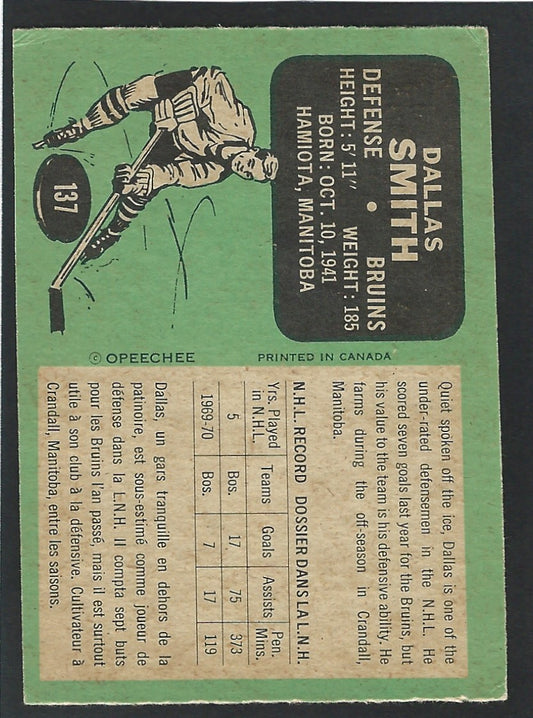 DALLAS
SMITH
DEFENSE • BRUINS
HEIGHT: 5' 11" WEIGHT: 185
BORN: OCT. 10, 1941
HAMIOTA, MANITOBA
137
© OPEECHEE PRINTED IN CANADA
Quiet spoken off the ice, Dallas is one of the
under-rated defensemen in the N.H.L. He
scored seven goals last year for the Bruins, but
his value to the team is his defensive ability. He
farms during the off-season in Crandall,
Manitoba.
N.H.L. RECORD DOSSIER DANS LA L.N.H.
Yrs. Played Teams Goals Assists Pen.
in N.H.L. Mins.
5 Bos. 17 75 373
1969-70 Bos. 7 17 119
Dallas, un gars tranquille en dehors de la
patinoire, est sous-estimé comme joueur de
défense dans la L.N.H. Il compta sept buts
pour les Bruins l'an passé, mais il est surtout
utile à son club à la défensive. Cultivateur à
Crandall, Manitoba, entre les saisons.